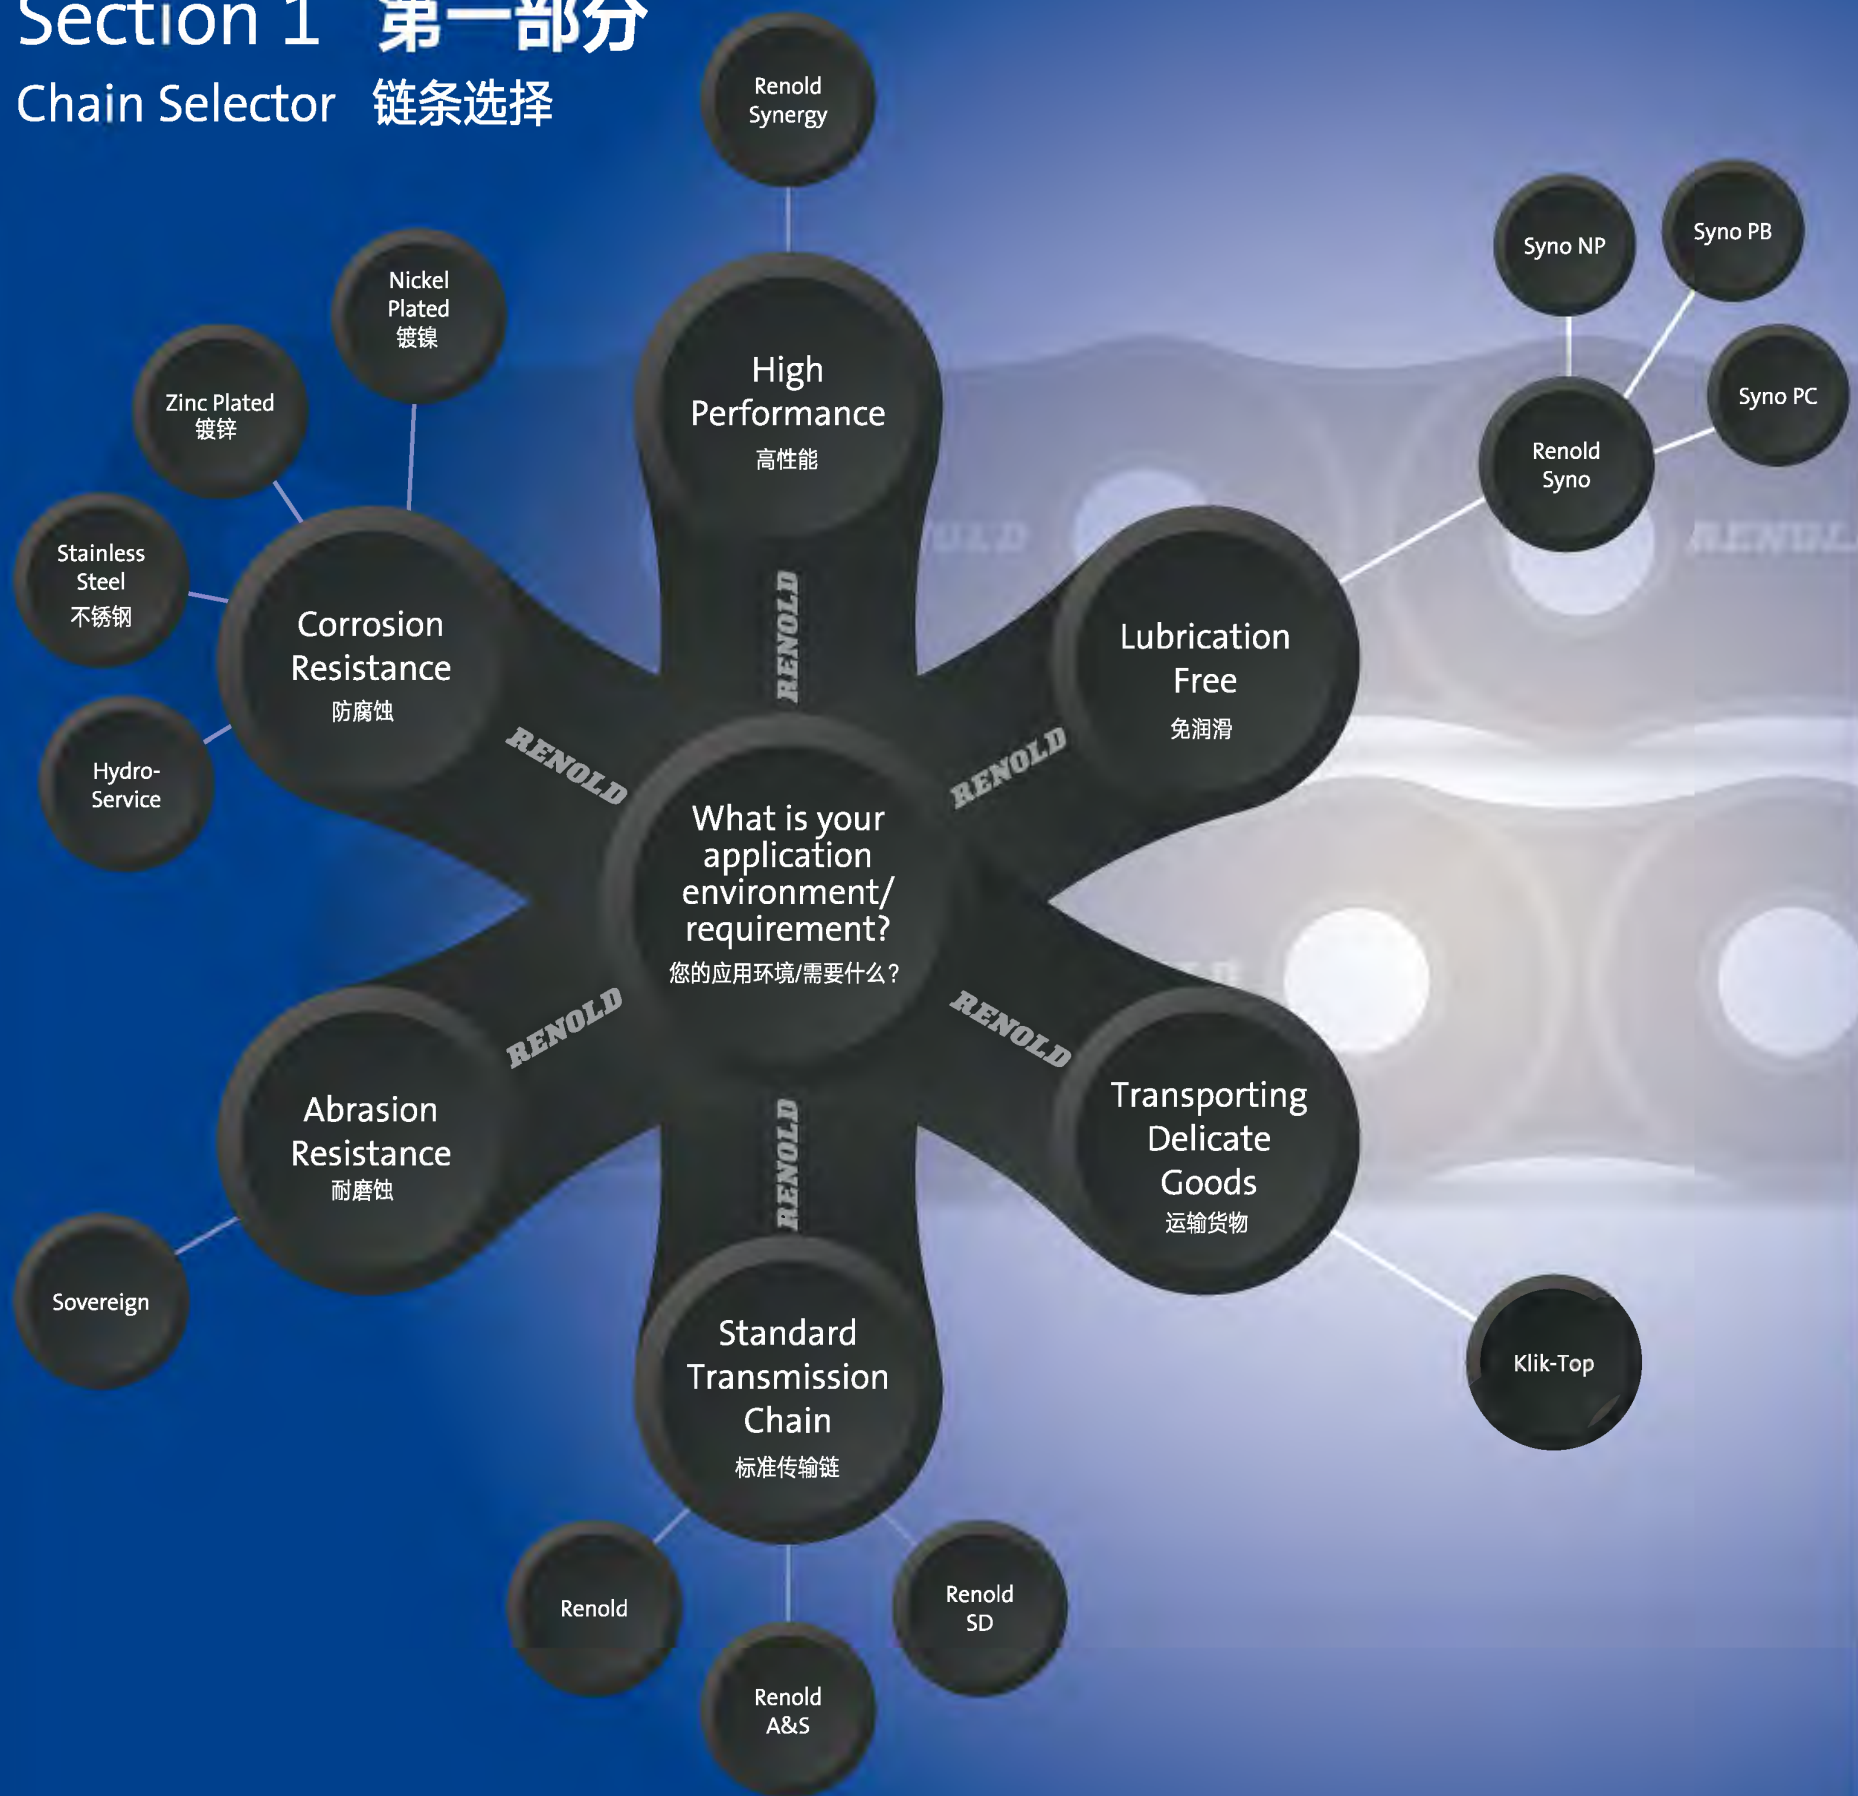 Section 1 第一部分
Chain Selector 链条选择
Renold
Synergy
Nickel
Plated
镀镍
Zinc Plated
镀锌
Stainless
Steel
不锈钢
Hydro-
Service
High
Performance
高性能
Syno NP
Syno PB
Syno PC
Renold
Syno
Corrosion
Resistance
防腐蚀
Lubrication
Free
免润滑
RENOLD
RENOLD
RENOLD
RENOLD
What is your
application
environment/
requirement?
您的应用环境/需要什么?
RENOLD
RENOLD
RENOLD
Abrasion
Resistance
耐磨蚀
Transporting
Delicate
Goods
运输货物
Sovereign
Standard
Transmission
Chain
标准传输链
Klik-Top
Renold
Renold
A&S
Renold
SD